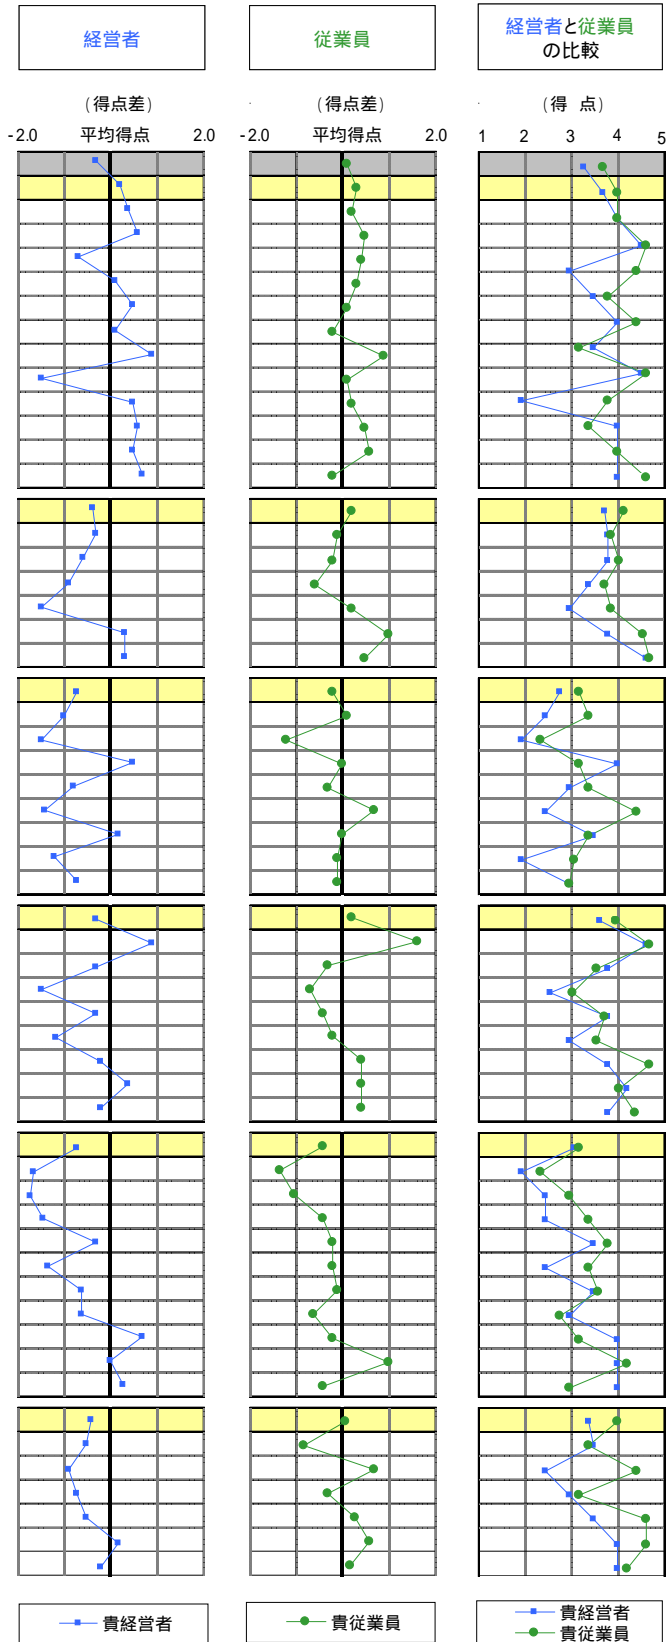 経営者
従業員
経営者と従業員
の比較
(得点差)
(得点差)
(得 点)
-2.0 平均得点 2.0
-2.0 平均得点 2.0
1 2 3 4 5
貴経営者
貴従業員
貴経営者
貴従業員